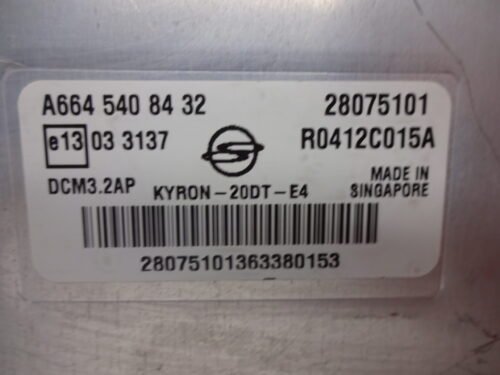 A664 540 84 32 28075101
e13 03 3137 R0412C015A
DCM3.2AP KYRON-20DT-E4 MADE IN
SINGAPORE
28075101363380153